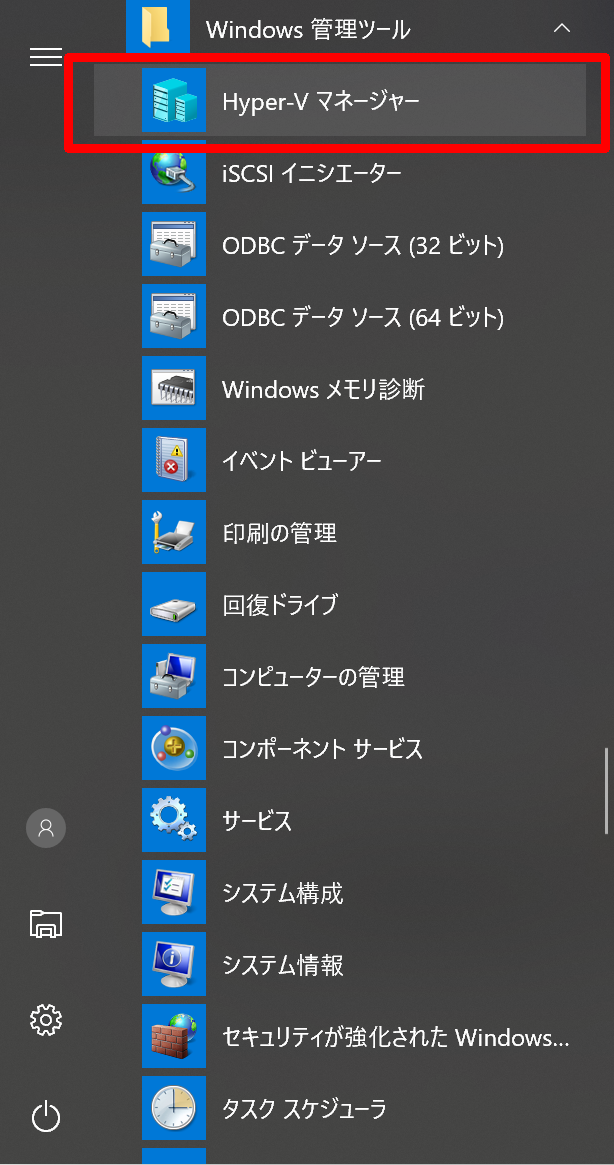 Windows 管理ツール
Hyper-V マネージャー
iSCSI イニシエーター
ODBC データ ソース (32 ビット)
ODBC データ ソース (64 ビット)
Windows メモリ診断
イベント ビューアー
印刷の管理
回復ドライブ
コンピューターの管理
コンポーネント サービス
サービス
システム構成
システム情報
セキュリティが強化された Windows...
タスク スケジューラ